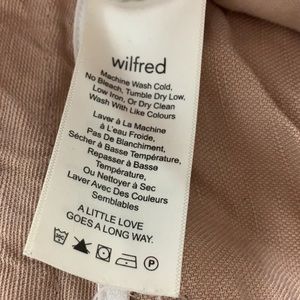 wilfred
Machine Wash Cold,
No Bleach, Tumble Dry Low,
Low Iron, Or Dry Clean
Wash With Like Colours
Laver à La Machine
à L'eau Froide,
Pas De Blanchiment,
Sécher à Basse Température,
Repasser à Basse
Température,
Ou Nettoyer à Sec
Laver Avec Des Couleurs
Semblables
A LITTLE LOVE
GOES A LONG WAY.
30C P